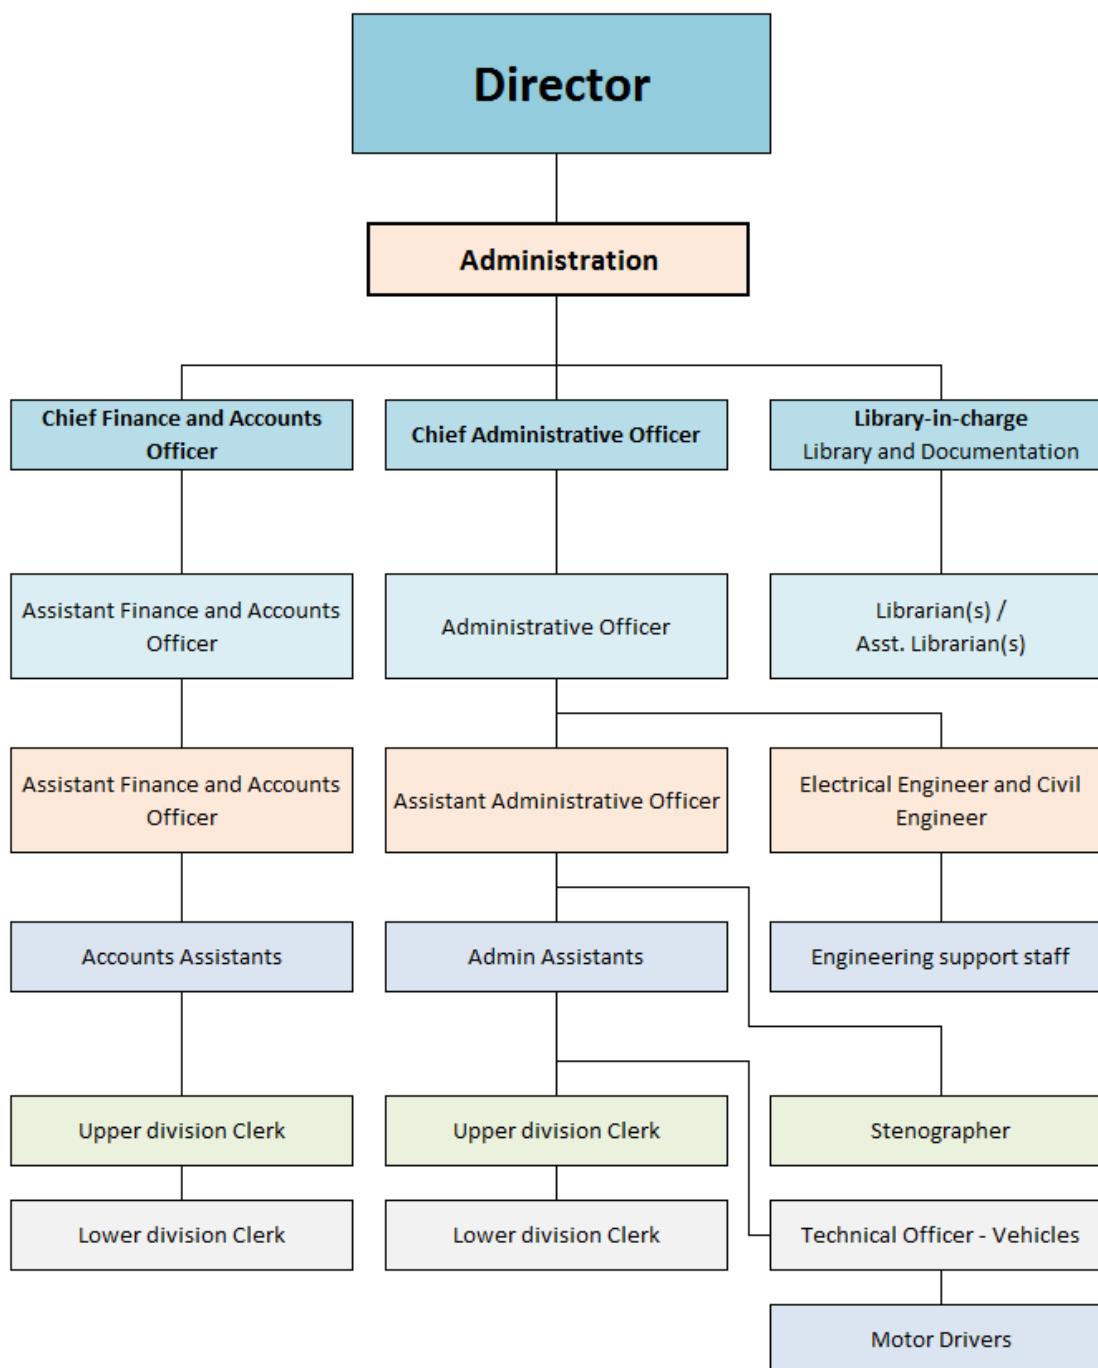 Director
Administration
Chief Finance and Accounts
Officer
Chief Administrative Officer
Library-in-charge
Library and Documentation
Assistant Finance and Accounts
Officer
Administrative Officer
Librarian(s) /
Asst. Librarian(s)
Assistant Finance and Accounts
Officer
Assistant Administrative Officer
Electrical Engineer and Civil
Engineer
Accounts Assistants
Admin Assistants
Engineering support staff
Upper division Clerk
Upper division Clerk
Stenographer
Lower division Clerk
Lower division Clerk
Technical Officer - Vehicles
Motor Drivers